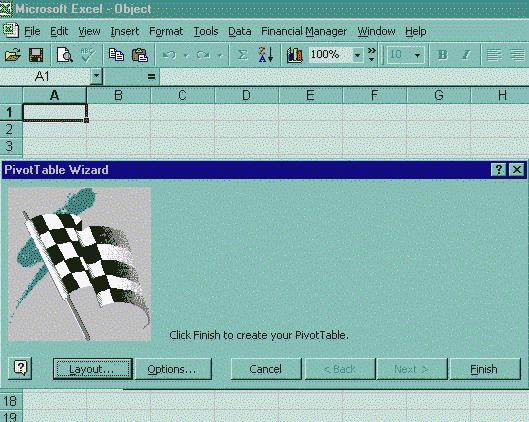 Microsoft Excel - Object
File Edit View Insert Format Tools Data Financial Manager Window Help
100% 10 B I
A1 =
A B C D E F G H
1
2
3
PivotTable Wizard
Click Finish to create your PivotTable.
Layout... Options... Cancel < Back Next > Finish
18
19